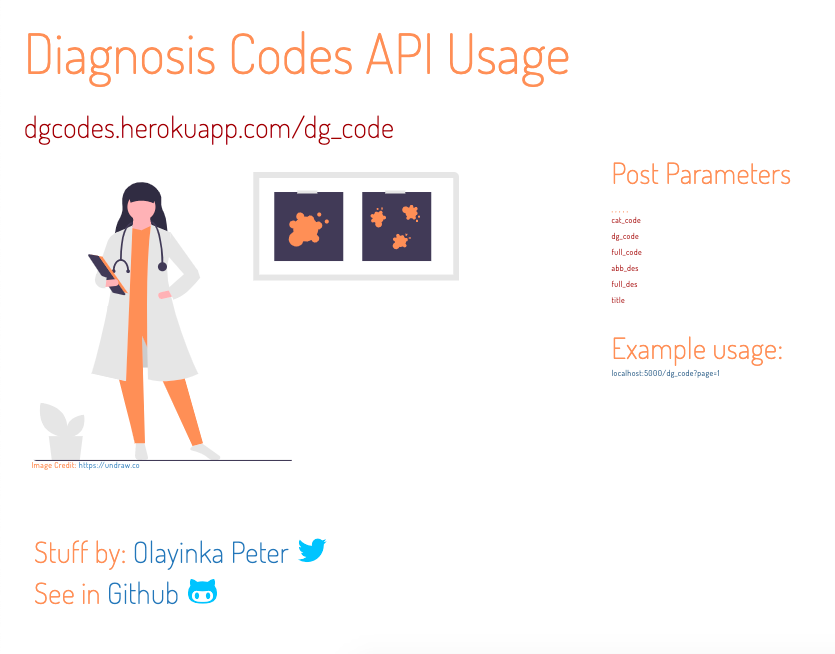 Diagnosis Codes API Usage
dgcodes.herokuapp.com/dg_code
Post Parameters
.....
cat_code
dg_code
full_code
abb_des
full_des
title
Example usage:
localhost:5000/dg_code?page=1
Image Credit: https://undraw.co
Stuff by: Olayinka Peter
See in Github